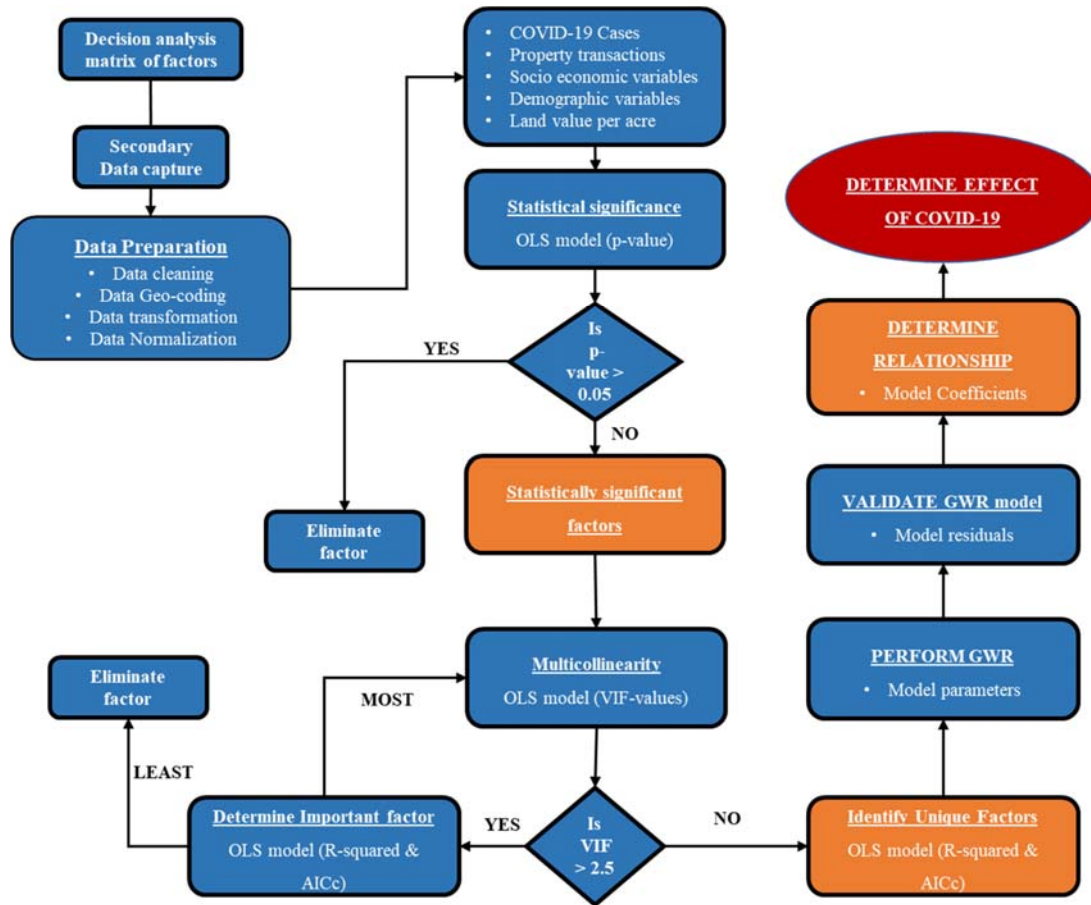 Decision analysis
matrix of factors
Secondary
Data capture
Data Preparation
• Data cleaning
• Data Geo-coding
• Data transformation
• Data Normalization
• COVID-19 Cases
• Property transactions
• Socio economic variables
• Demographic variables
• Land value per acre
Statistical significance
OLS model (p-value)
Is
p-
value >
0.05
YES
NO
Eliminate
factor
Statistically significant
factors
Multicollinearity
OLS model (VIF-values)
Is
VIF
> 2.5
YES
NO
Determine Important factor
OLS model (R-squared &
AICc)
MOST
LEAST
Eliminate
factor
Identify Unique Factors
OLS model (R-squared &
AICc)
PERFORM GWR
• Model parameters
VALIDATE GWR model
• Model residuals
DETERMINE
RELATIONSHIP
• Model Coefficients
DETERMINE EFFECT
OF COVID-19